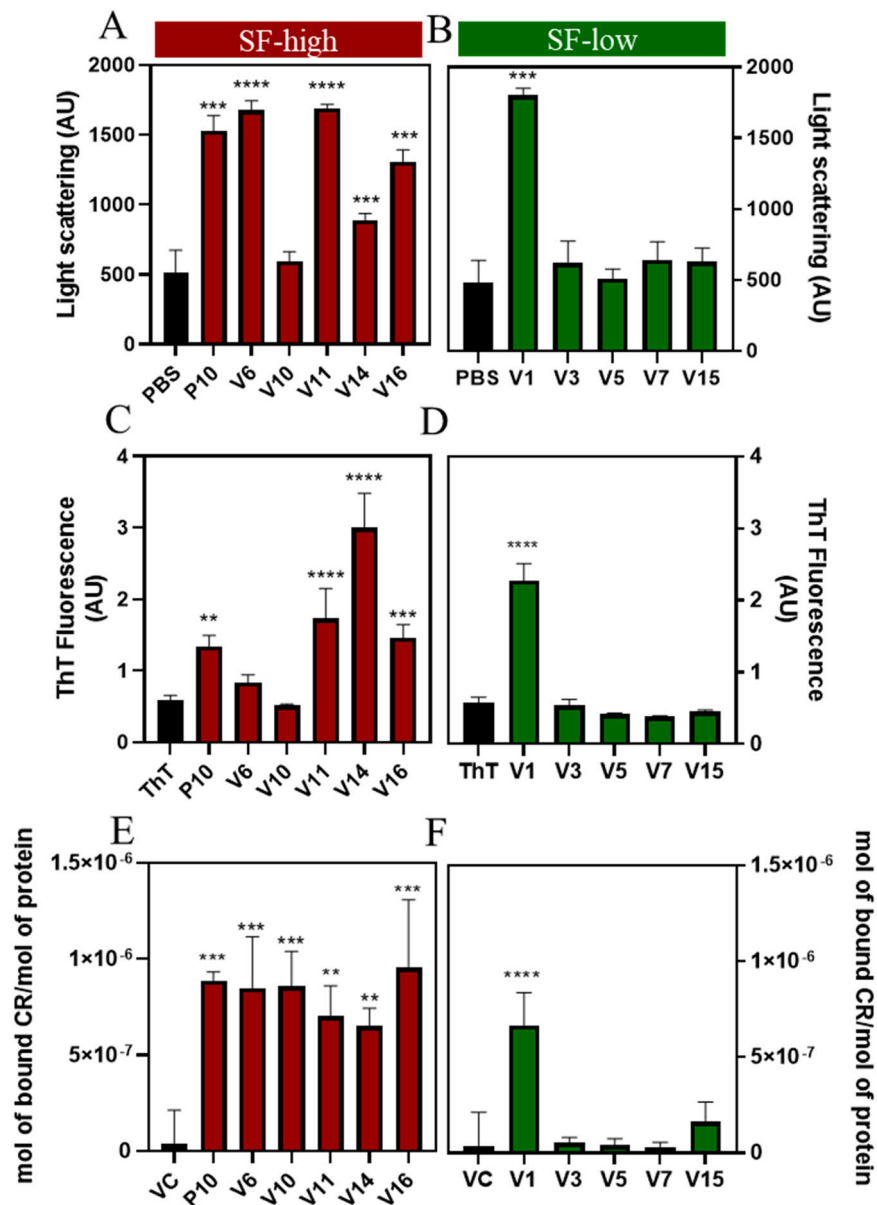 A
SF-high
B
SF-low
Light scattering (AU)
2000
1500
1000
500
0
***
****
****
***
***
PBS
P10
V6
V10
V11
V14
V16
***
2000
1500
1000
500
0
Light scattering (AU)
PBS
V1
V3
V5
V7
V15
C
D
ThT Fluorescence
(AU)
4
3
2
1
0
**
****
****
***
ThT
P10
V6
V10
V11
V14
V16
****
4
3
2
1
0
ThT Fluorescence
(AU)
ThT
V1
V3
V5
V7
V15
E
F
mol of bound CR/mol of protein
1.5×10-6
1×10-6
5×10-7
0
***
***
***
**
**
***
VC
P10
V6
V10
V11
V14
V16
****
1.5×10-6
1×10-6
5×10-7
0
mol of bound CR/mol of protein
VC
V1
V3
V5
V7
V15